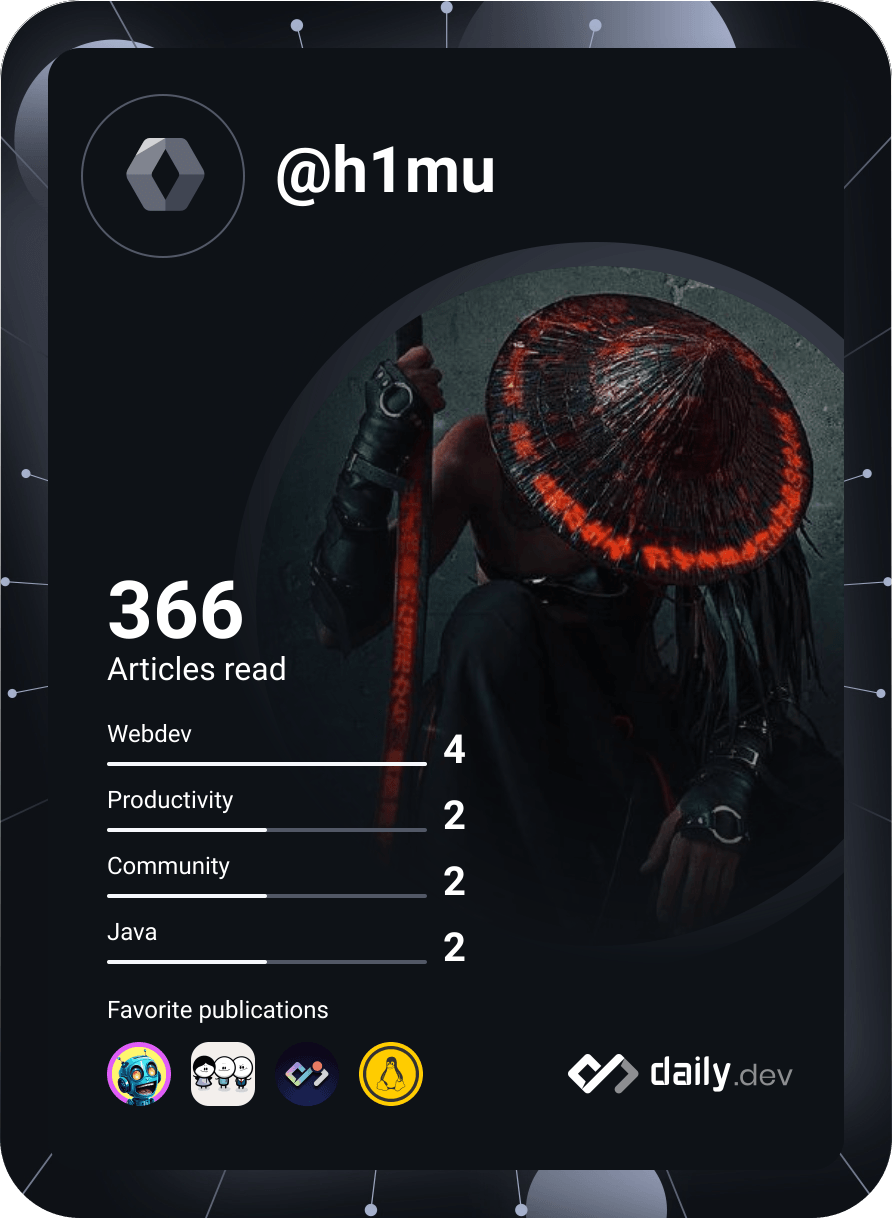 @h1mu
366
Articles read
Webdev
4
Productivity
2
Community
2
Java
2
Favorite publications
daily.dev